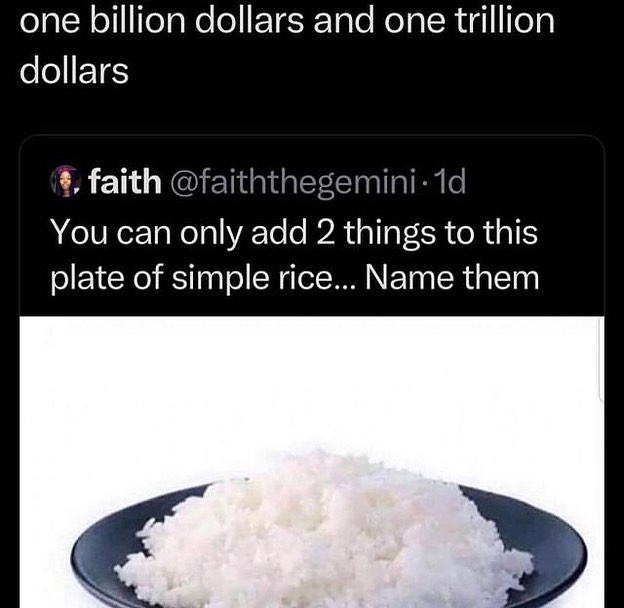 one billion dollars and one trillion
dollars
faith @faiththegemini · 1d
You can only add 2 things to this
plate of simple rice... Name them